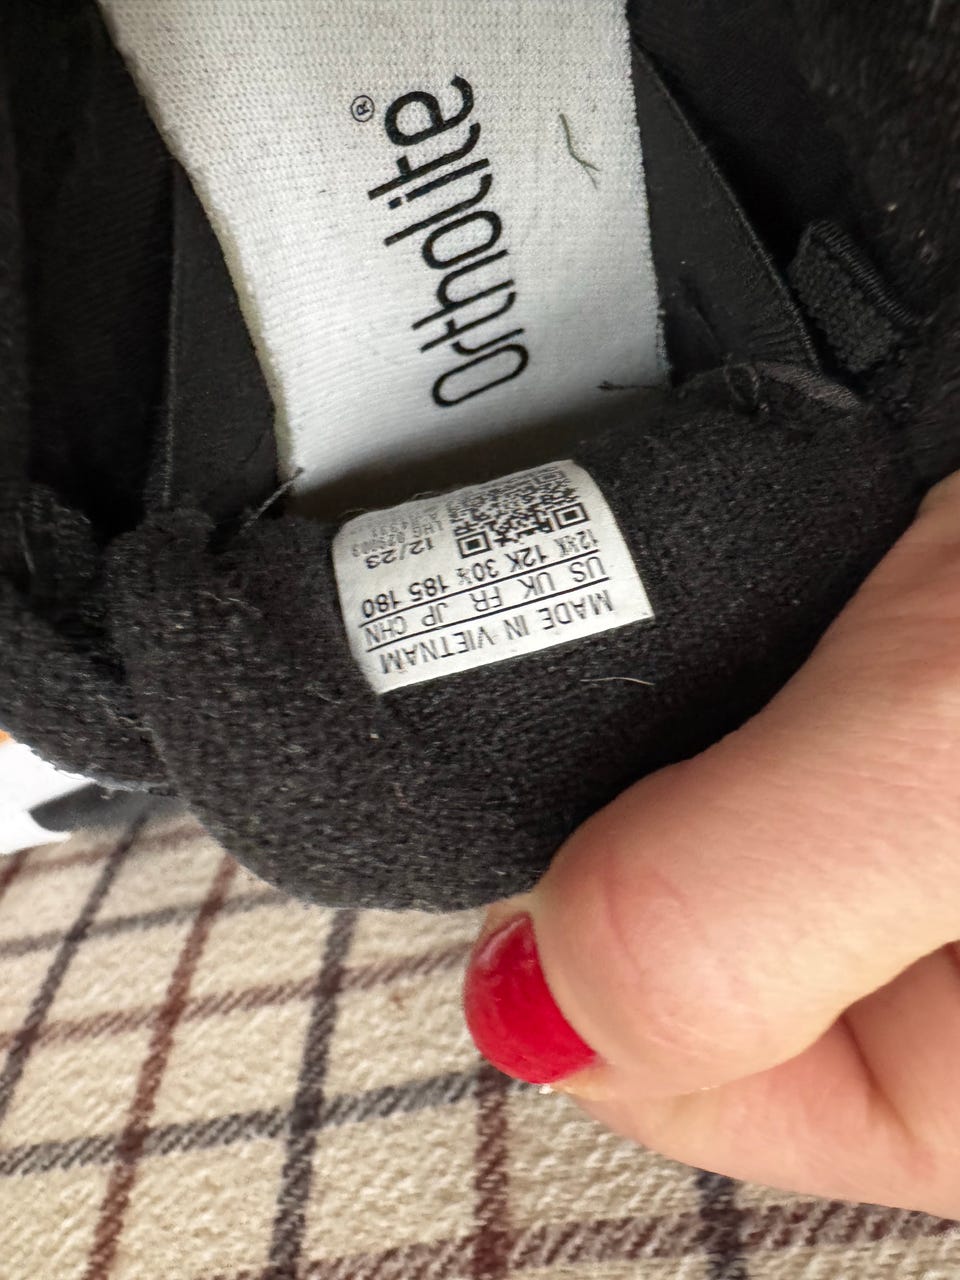 ortholite®
MADE IN VIETNAM
US UK FR JP CHN
12½K 12K 30½ 185 180
12/23